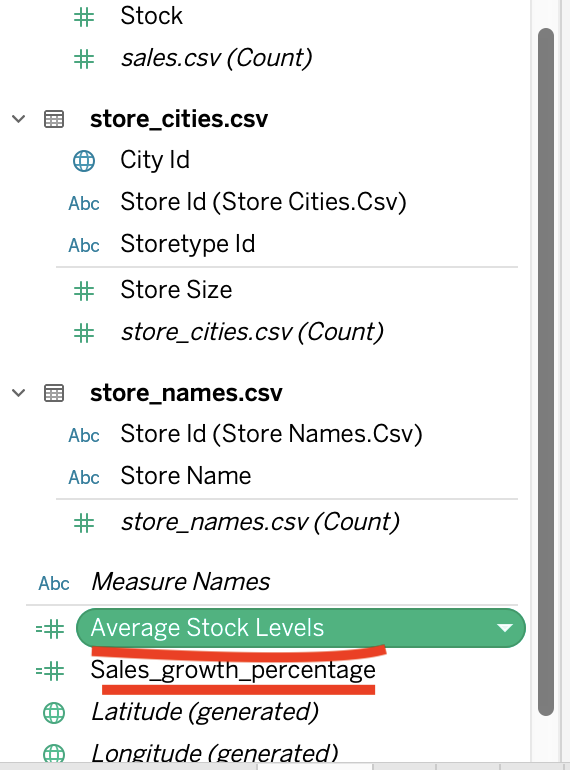 Stock
sales.csv (Count)
store_cities.csv
City Id
Abc Store Id (Store Cities.Csv)
Abc Storetype Id
Store Size
store_cities.csv (Count)
store_names.csv
Abc Store Id (Store Names.Csv)
Abc Store Name
store_names.csv (Count)
Abc Measure Names
Average Stock Levels
Sales_growth_percentage
Latitude (generated)
Longitude (generated)